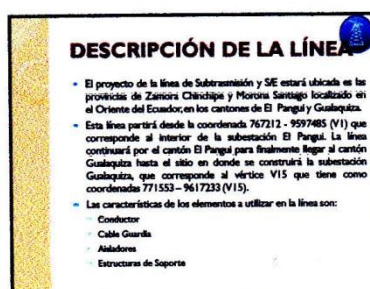 DESCRIPCIÓN DE LA LÍNEA
El proyecto de la línea de Subtrasmisión y S/E estará ubicada es las
provincias de Zamora Chinchipe y Morona Santiago localizado en
el Oriente del Ecuador, en los cantones de El Pangui y Gualaquiza.
Esta línea partirá desde la coordenada 767212 - 9597485 (V1) que
corresponde al interior de la subestación El Pangui. La línea
continuará por el cantón El Pangui para finalmente llegar al cantón
Gualaquiza hasta el sitio en donde se construirá la subestación
Gualaquiza, que corresponde al vértice V15 que tiene como
coordenadas 771553 – 9617233 (V15).
Las características de los elementos a utilizar en la línea son:
Conductor
Cable Guardia
Aisladores
Estructuras de Soporte